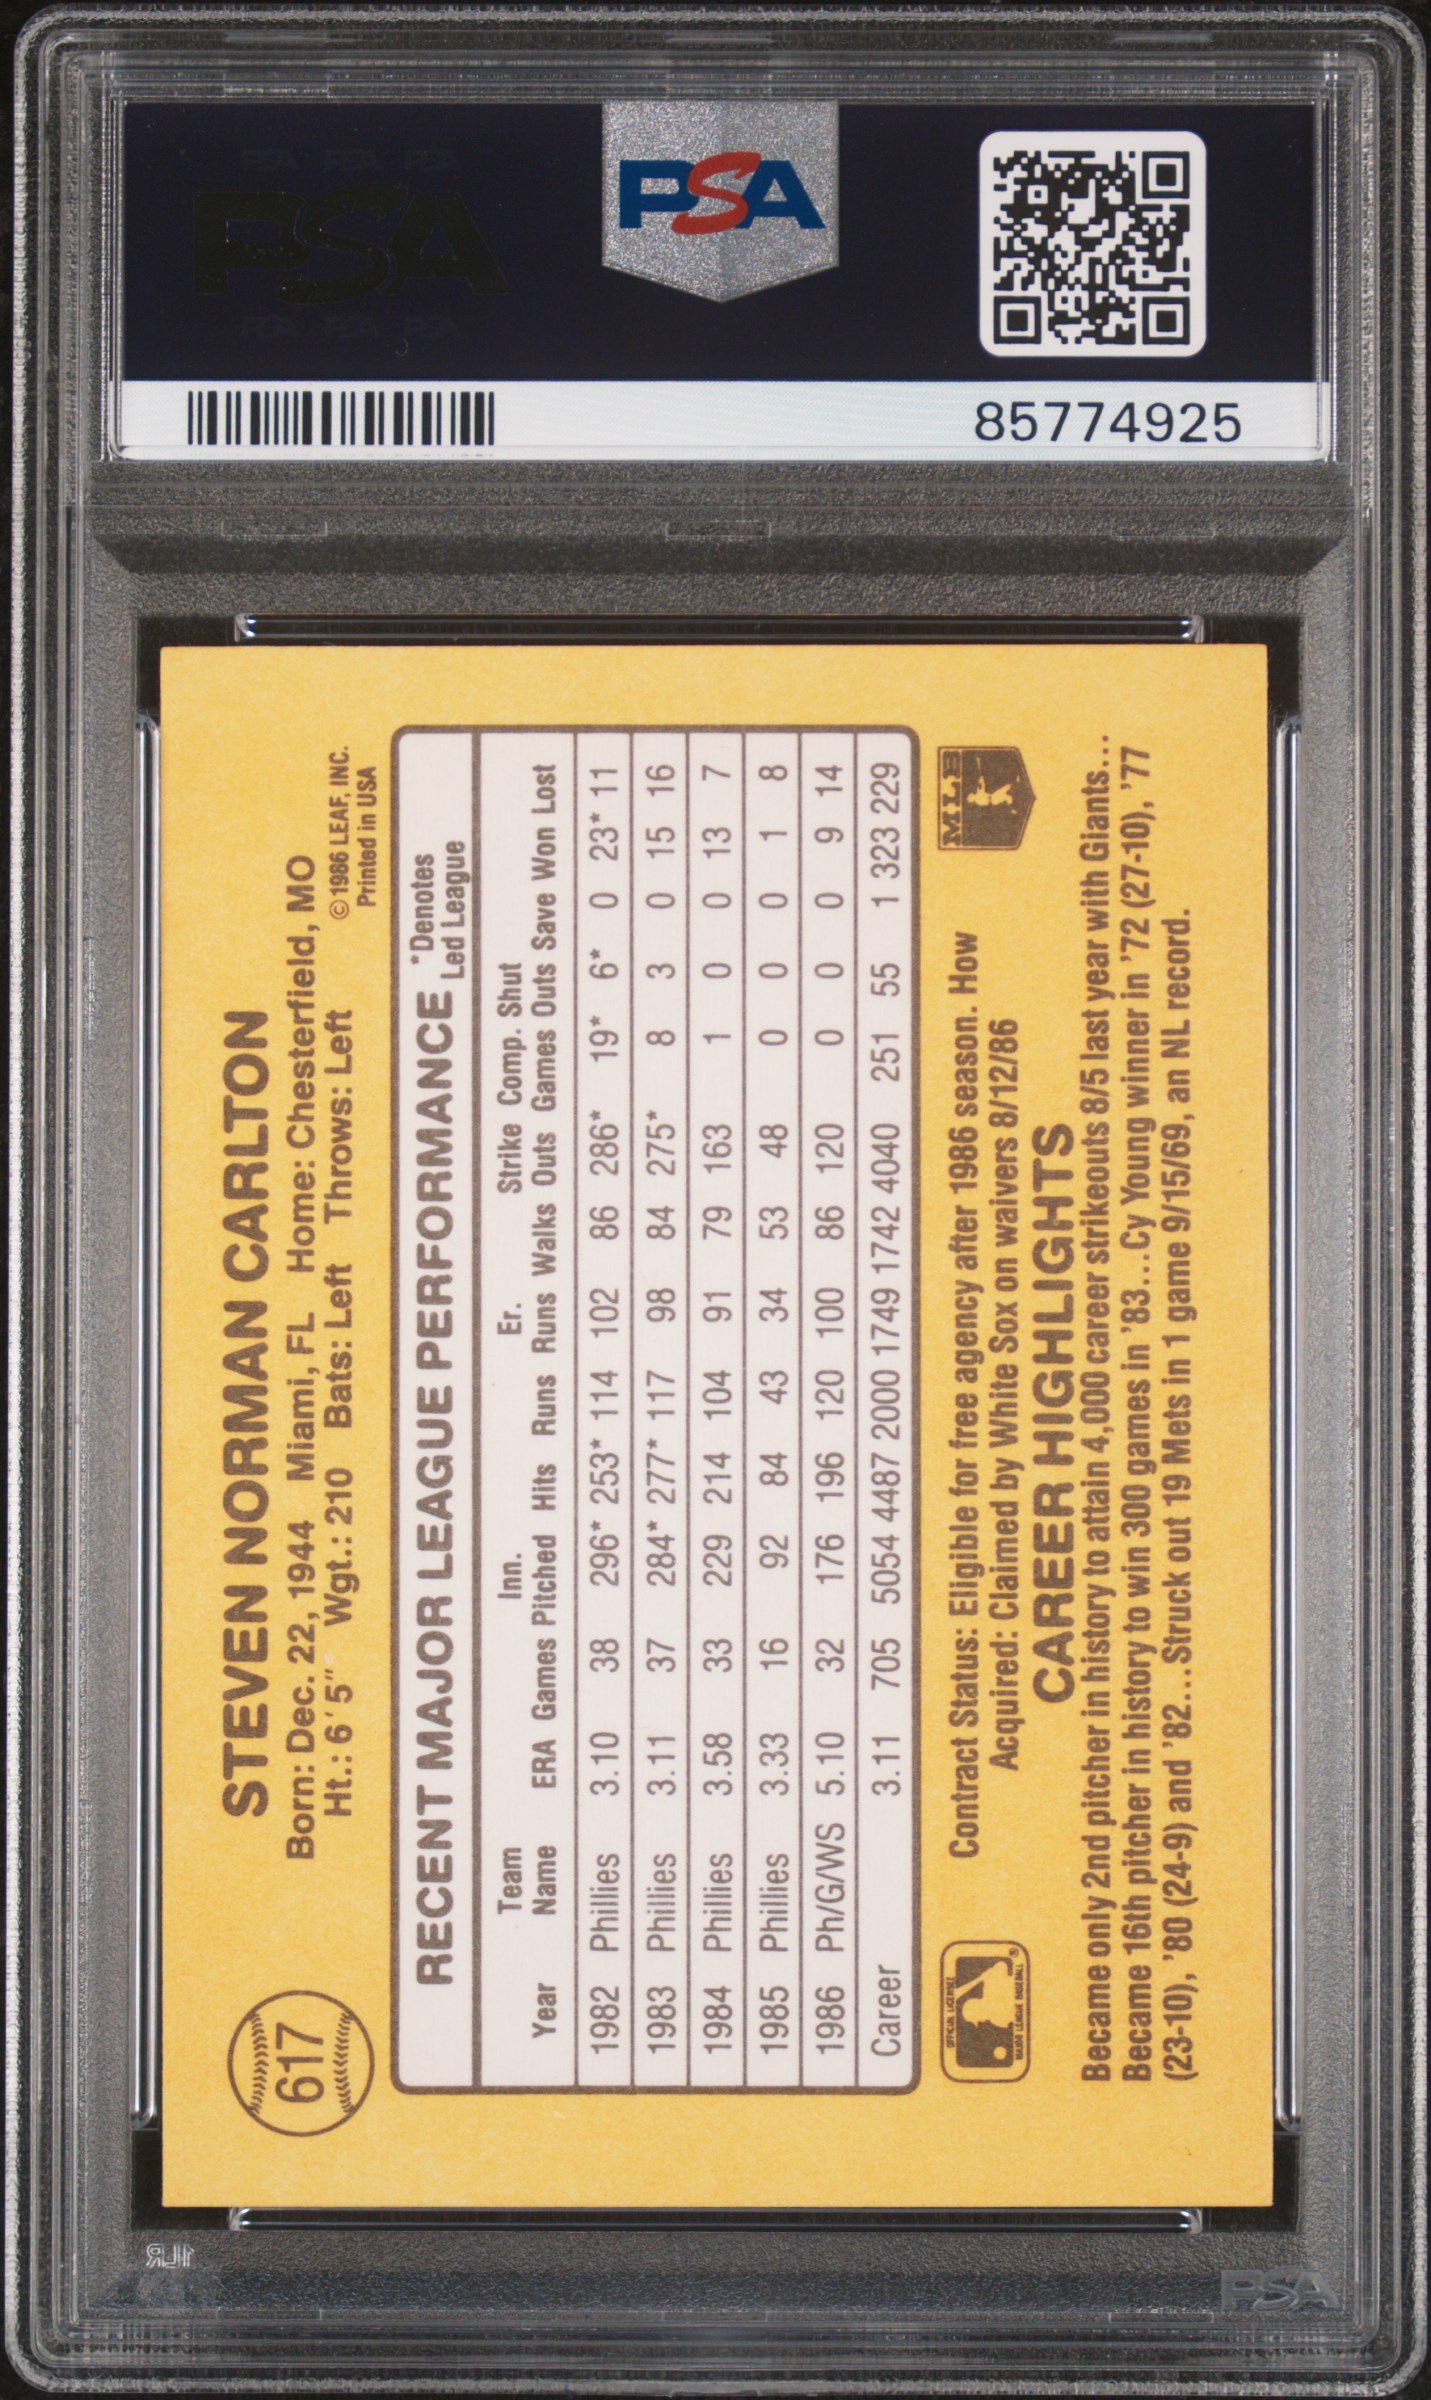 PSA
PSA
85774925
617
STEVEN NORMAN CARLTON
Born: Dec. 22, 1944 Miami, FL Home: Chesterfield, MO
Ht.: 6'5" Wgt.: 210 Bats: Left Throws: Left
© 1986 LEAF, INC.
Printed in USA
RECENT MAJOR LEAGUE PERFORMANCE *Denotes Led League
Year Team Name ERA Games Inn. Pitched Hits Runs Er. Runs Walks Strike Outs Comp. Games Shut Outs Save Won Lost
1982 Phillies 3.10 38 296* 253* 114 102 86 286* 19* 6* 0 23* 11
1983 Phillies 3.11 37 284* 277* 117 98 84 275* 8 3 0 15 16
1984 Phillies 3.58 33 229 214 104 91 79 163 1 0 0 13 7
1985 Phillies 3.33 16 92 84 43 34 53 48 0 0 0 1 8
1986 Ph/G/WS 5.10 32 176 196 120 100 86 120 0 0 0 9 14
Career 3.11 705 5054 4487 2000 1749 1742 4040 251 55 1 323 229
OFFICIAL LICENSEE
MAJOR LEAGUE BASEBALL
®
Contract Status: Eligible for free agency after 1986 season. How
Acquired: Claimed by White Sox on waivers 8/12/86
MLB
CAREER HIGHLIGHTS
Became only 2nd pitcher in history to attain 4,000 career strikeouts 8/5 last year with Giants...
Became 16th pitcher in history to win 300 games in '83...Cy Young winner in '72 (27-10), '77
(23-10), '80 (24-9) and '82...Struck out 19 Mets in 1 game 9/15/69, an NL record.
PSA